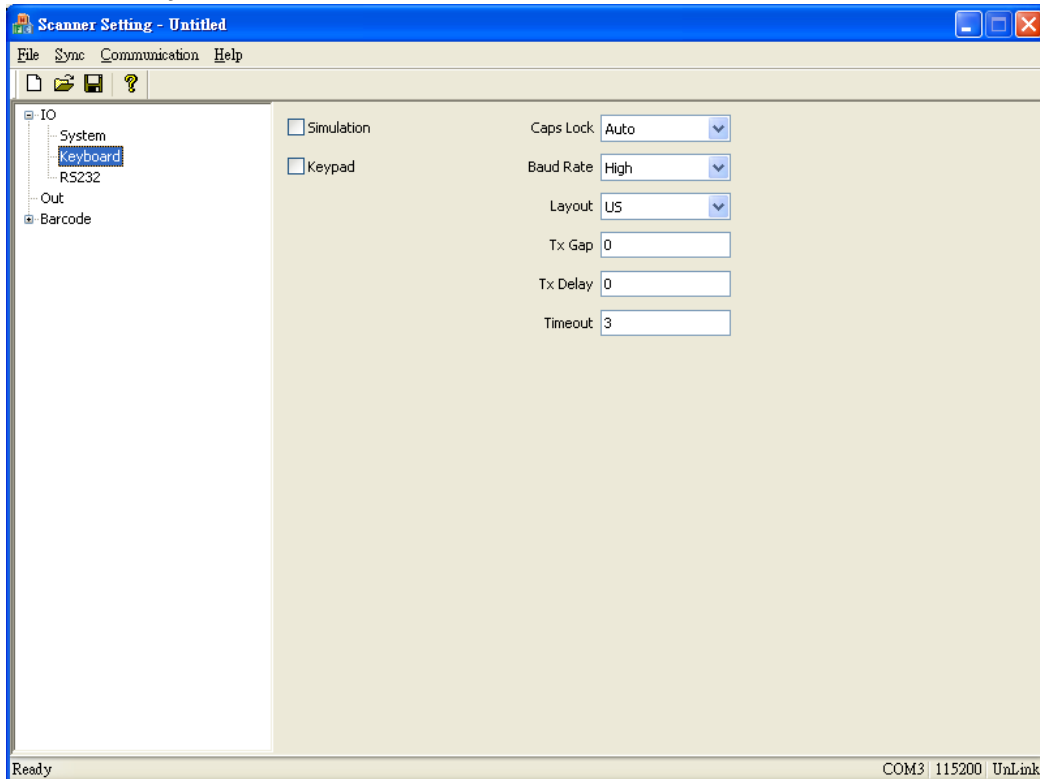 Scanner Setting - Untitled
File Sync Communication Help
IO
System
Keyboard
RS232
Out
Barcode
Simulation
Keypad
Caps Lock Auto
Baud Rate High
Layout US
Tx Gap 0
Tx Delay 0
Timeout 3
Ready COM3 115200 UnLink